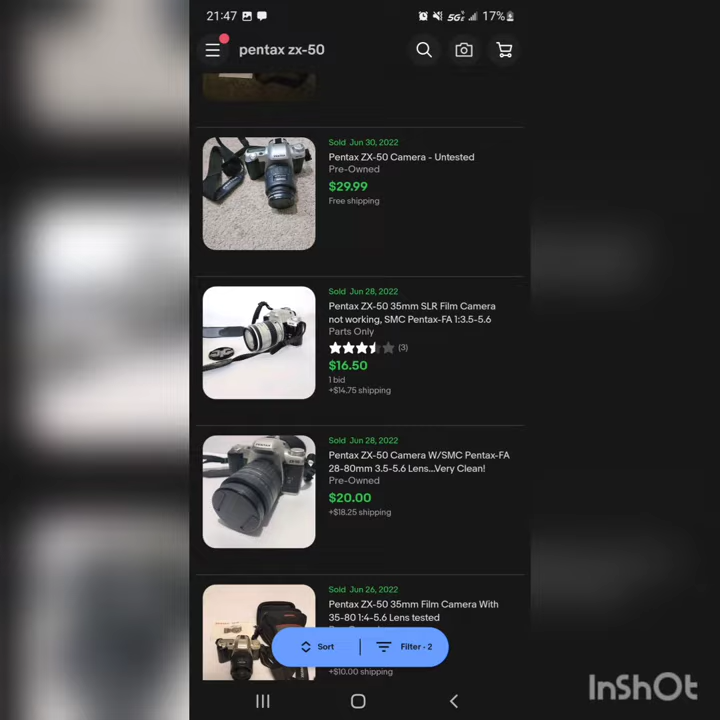 21:47
5G
17%
pentax zx-50
Sold Jun 30, 2022
Pentax ZX-50 Camera - Untested
Pre-Owned
$29.99
Free shipping
Sold Jun 28, 2022
Pentax ZX-50 35mm SLR Film Camera
not working, SMC Pentax-FA 1:3.5-5.6
Parts Only
(3)
$16.50
1 bid
+$14.75 shipping
Sold Jun 28, 2022
Pentax ZX-50 Camera W/SMC Pentax-FA
28-80mm 3.5-5.6 Lens...Very Clean!
Pre-Owned
$20.00
+$18.25 shipping
Sold Jun 26, 2022
Pentax ZX-50 35mm Film Camera With
35-80 1:4-5.6 Lens tested
Sort
Filter - 2
+$10.00 shipping
InShOt